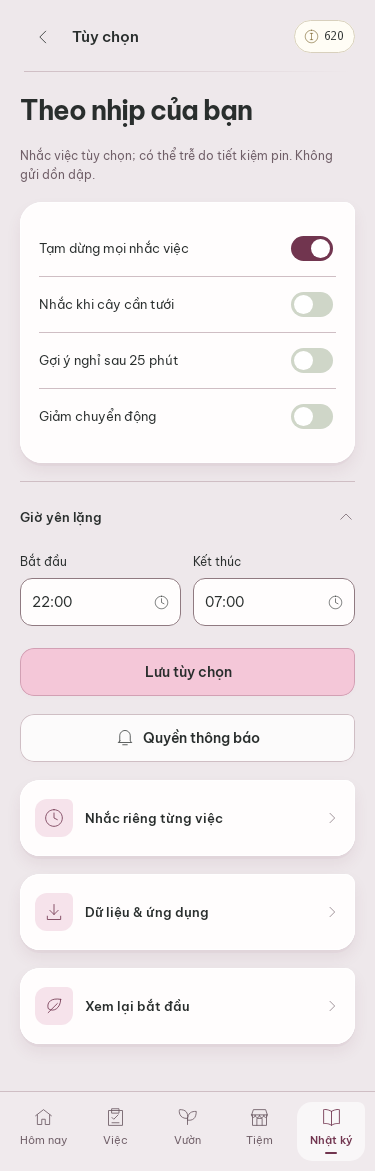 Tùy chọn
620
Theo nhịp của bạn
Nhắc việc tùy chọn; có thể trễ do tiết kiệm pin. Không
gửi dồn dập.
Tạm dừng mọi nhắc việc
Nhắc khi cây cần tưới
Gợi ý nghỉ sau 25 phút
Giảm chuyển động
Giờ yên lặng
Bắt đầu
Kết thúc
22:00
07:00
Lưu tùy chọn
Quyền thông báo
Nhắc riêng từng việc
Dữ liệu & ứng dụng
Xem lại bắt đầu
Hôm nay
Việc
Vườn
Tiệm
Nhật ký